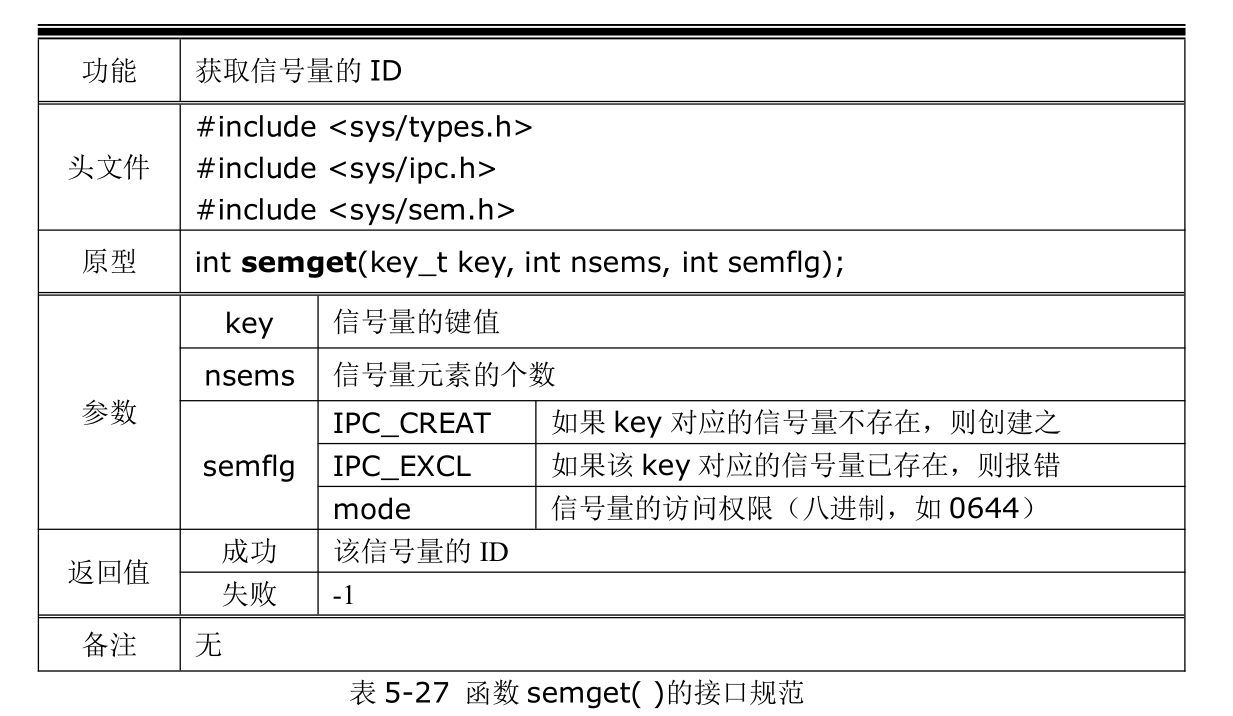 功能 获取信号量的 ID
#include <sys/types.h>
头文件 #include <sys/ipc.h>
#include <sys/sem.h>
原型 int semget(key_t key, int nsems, int semflg);
参数 key 信号量的键值
nsems 信号量元素的个数
semflg IPC_CREAT 如果 key 对应的信号量不存在，则创建之
IPC_EXCL 如果该 key 对应的信号量已存在，则报错
mode 信号量的访问权限（八进制，如 0644）
返回值 成功 该信号量的 ID
失败 -1
备注 无
表 5-27 函数 semget( )的接口规范